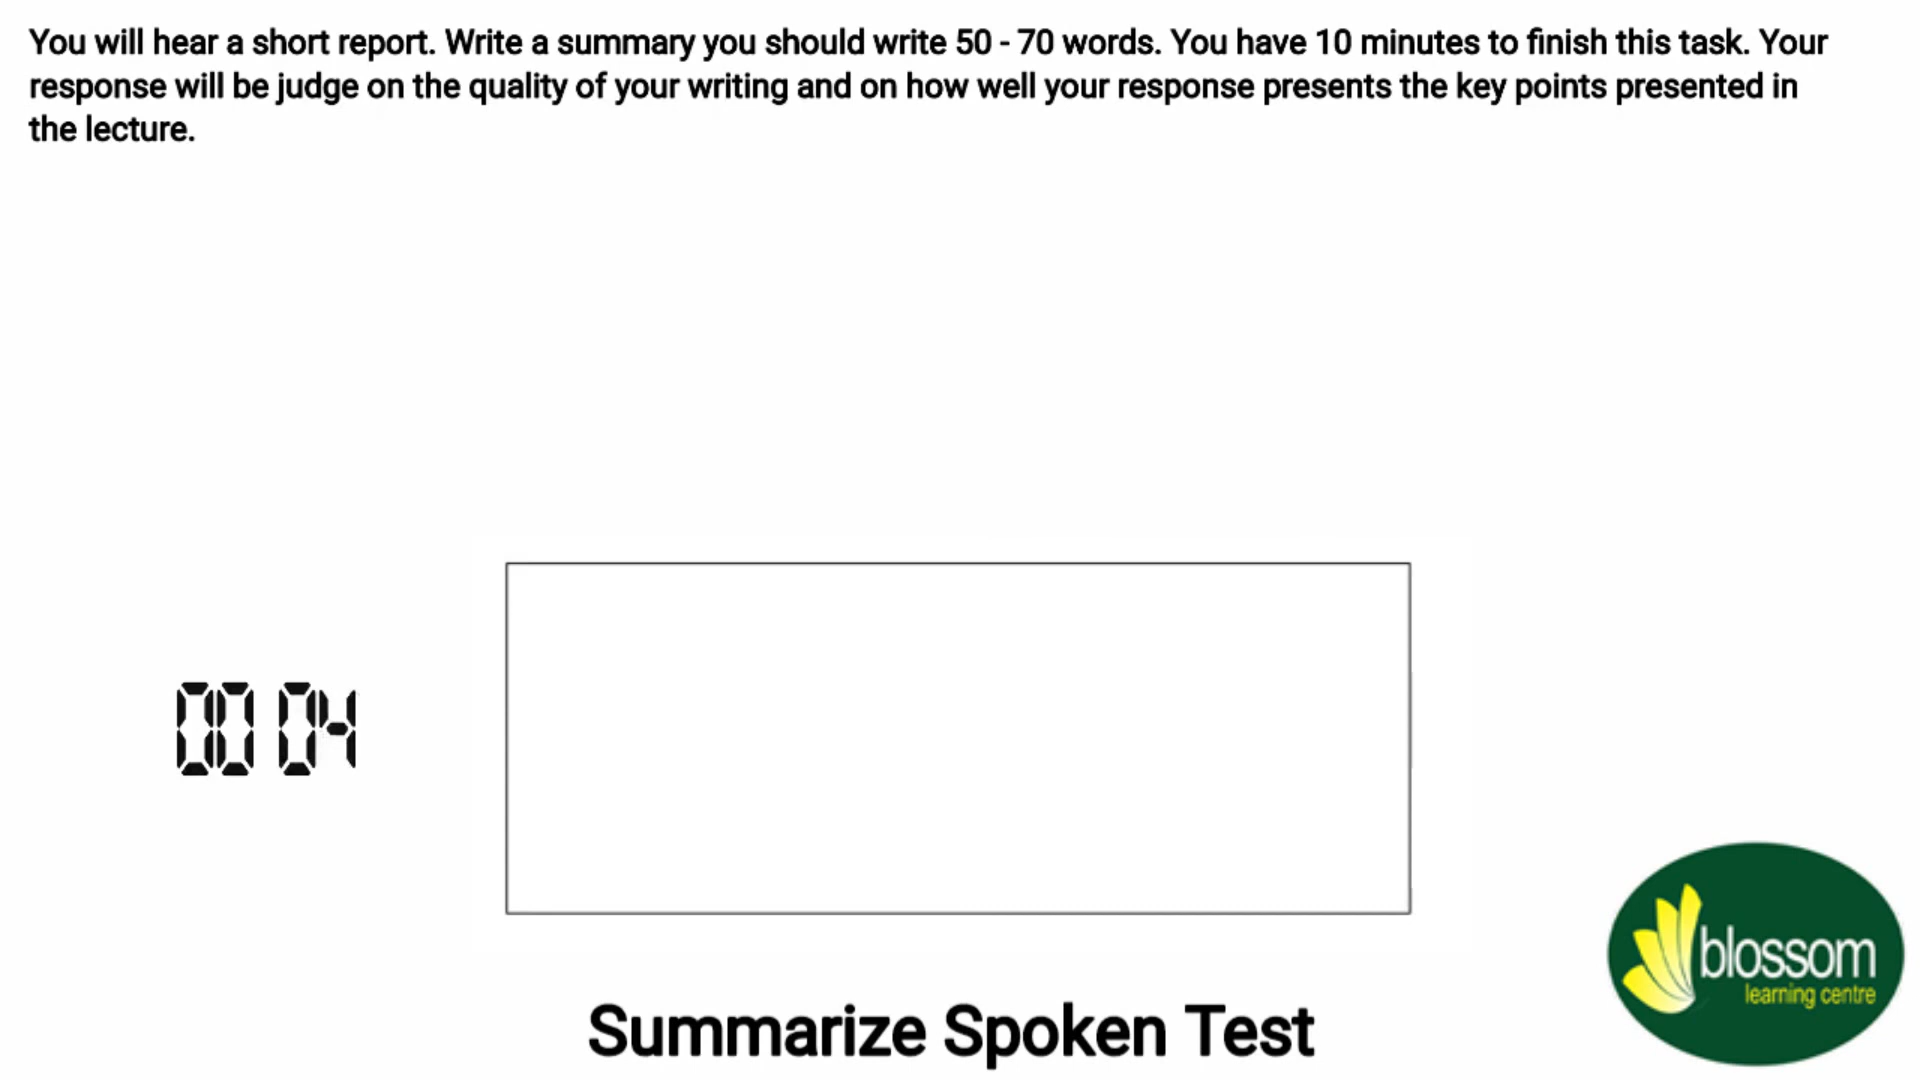 You will hear a short report. Write a summary you should write 50 - 70 words. You have 10 minutes to finish this task. Your
response will be judge on the quality of your writing and on how well your response presents the key points presented in
the lecture.
00 04
blossom
learning centre
Summarize Spoken Test